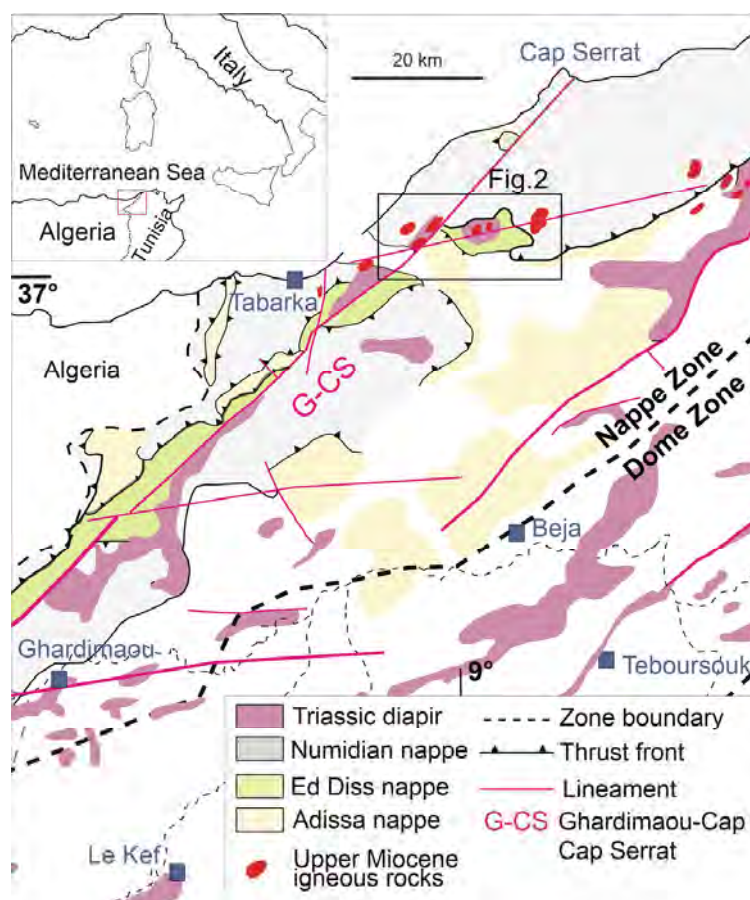 Italy
Mediterranean Sea
Algeria
Tunisia
20 km
Cap Serrat
Fig.2
37°
Tabarka
Algeria
G-CS
Nappe Zone
Dome Zone
Beja
Ghardimaou
9°
Teboursouk
Le Kef
Triassic diapir
Numidian nappe
Ed Diss nappe
Adissa nappe
Upper Miocene
igneous rocks
Zone boundary
Thrust front
Lineament
G-CS Ghardimaou-Cap
Cap Serrat